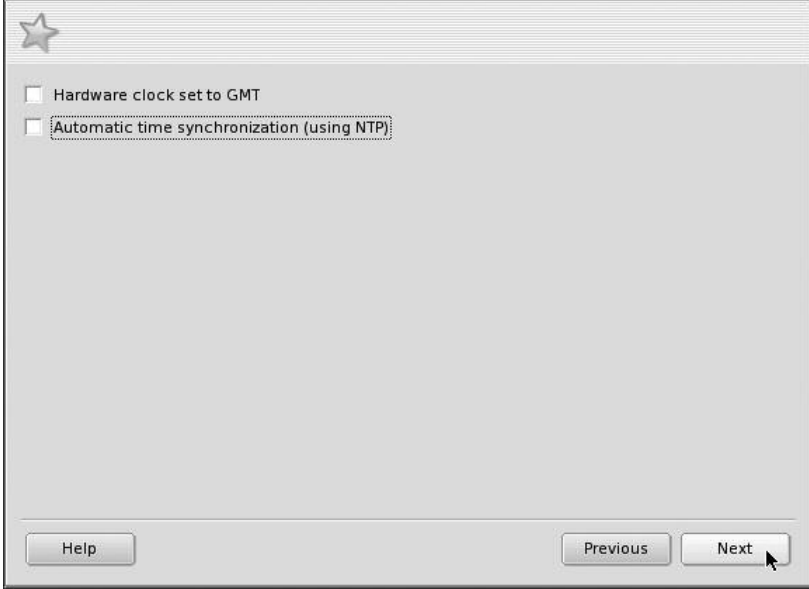 Hardware clock set to GMT
Automatic time synchronization (using NTP)
Help
Previous
Next